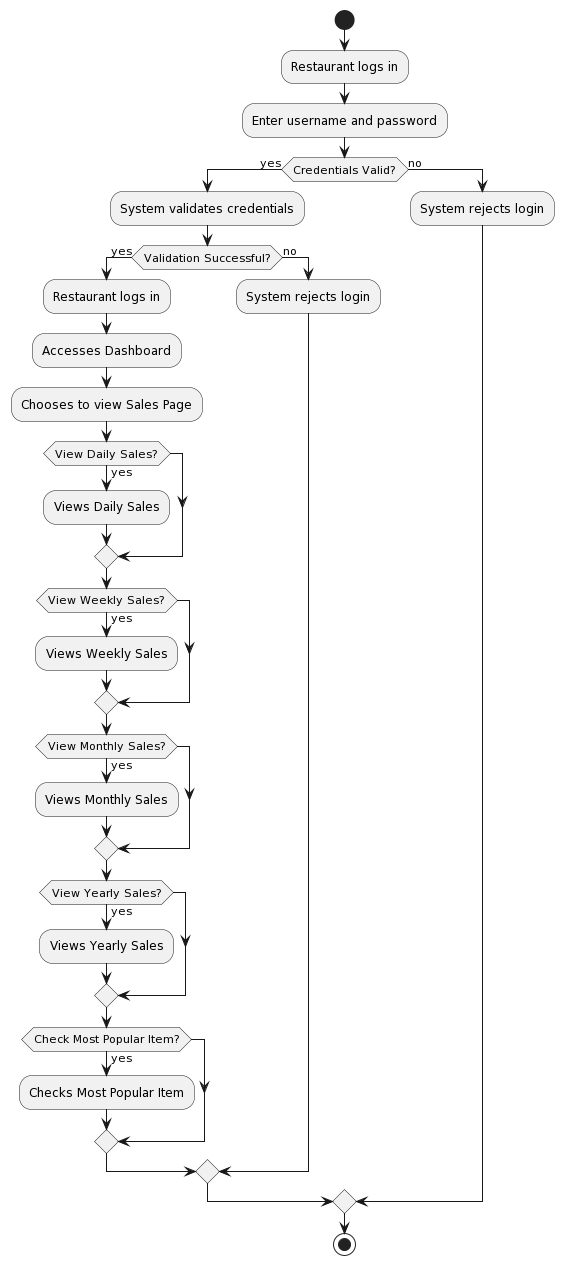 Restaurant logs in
Enter username and password
yes
Credentials Valid?
no
System validates credentials
System rejects login
yes
Validation Successful?
no
Restaurant logs in
System rejects login
Accesses Dashboard
Chooses to view Sales Page
View Daily Sales?
yes
Views Daily Sales
View Weekly Sales?
yes
Views Weekly Sales
View Monthly Sales?
yes
Views Monthly Sales
View Yearly Sales?
yes
Views Yearly Sales
Check Most Popular Item?
yes
Checks Most Popular Item